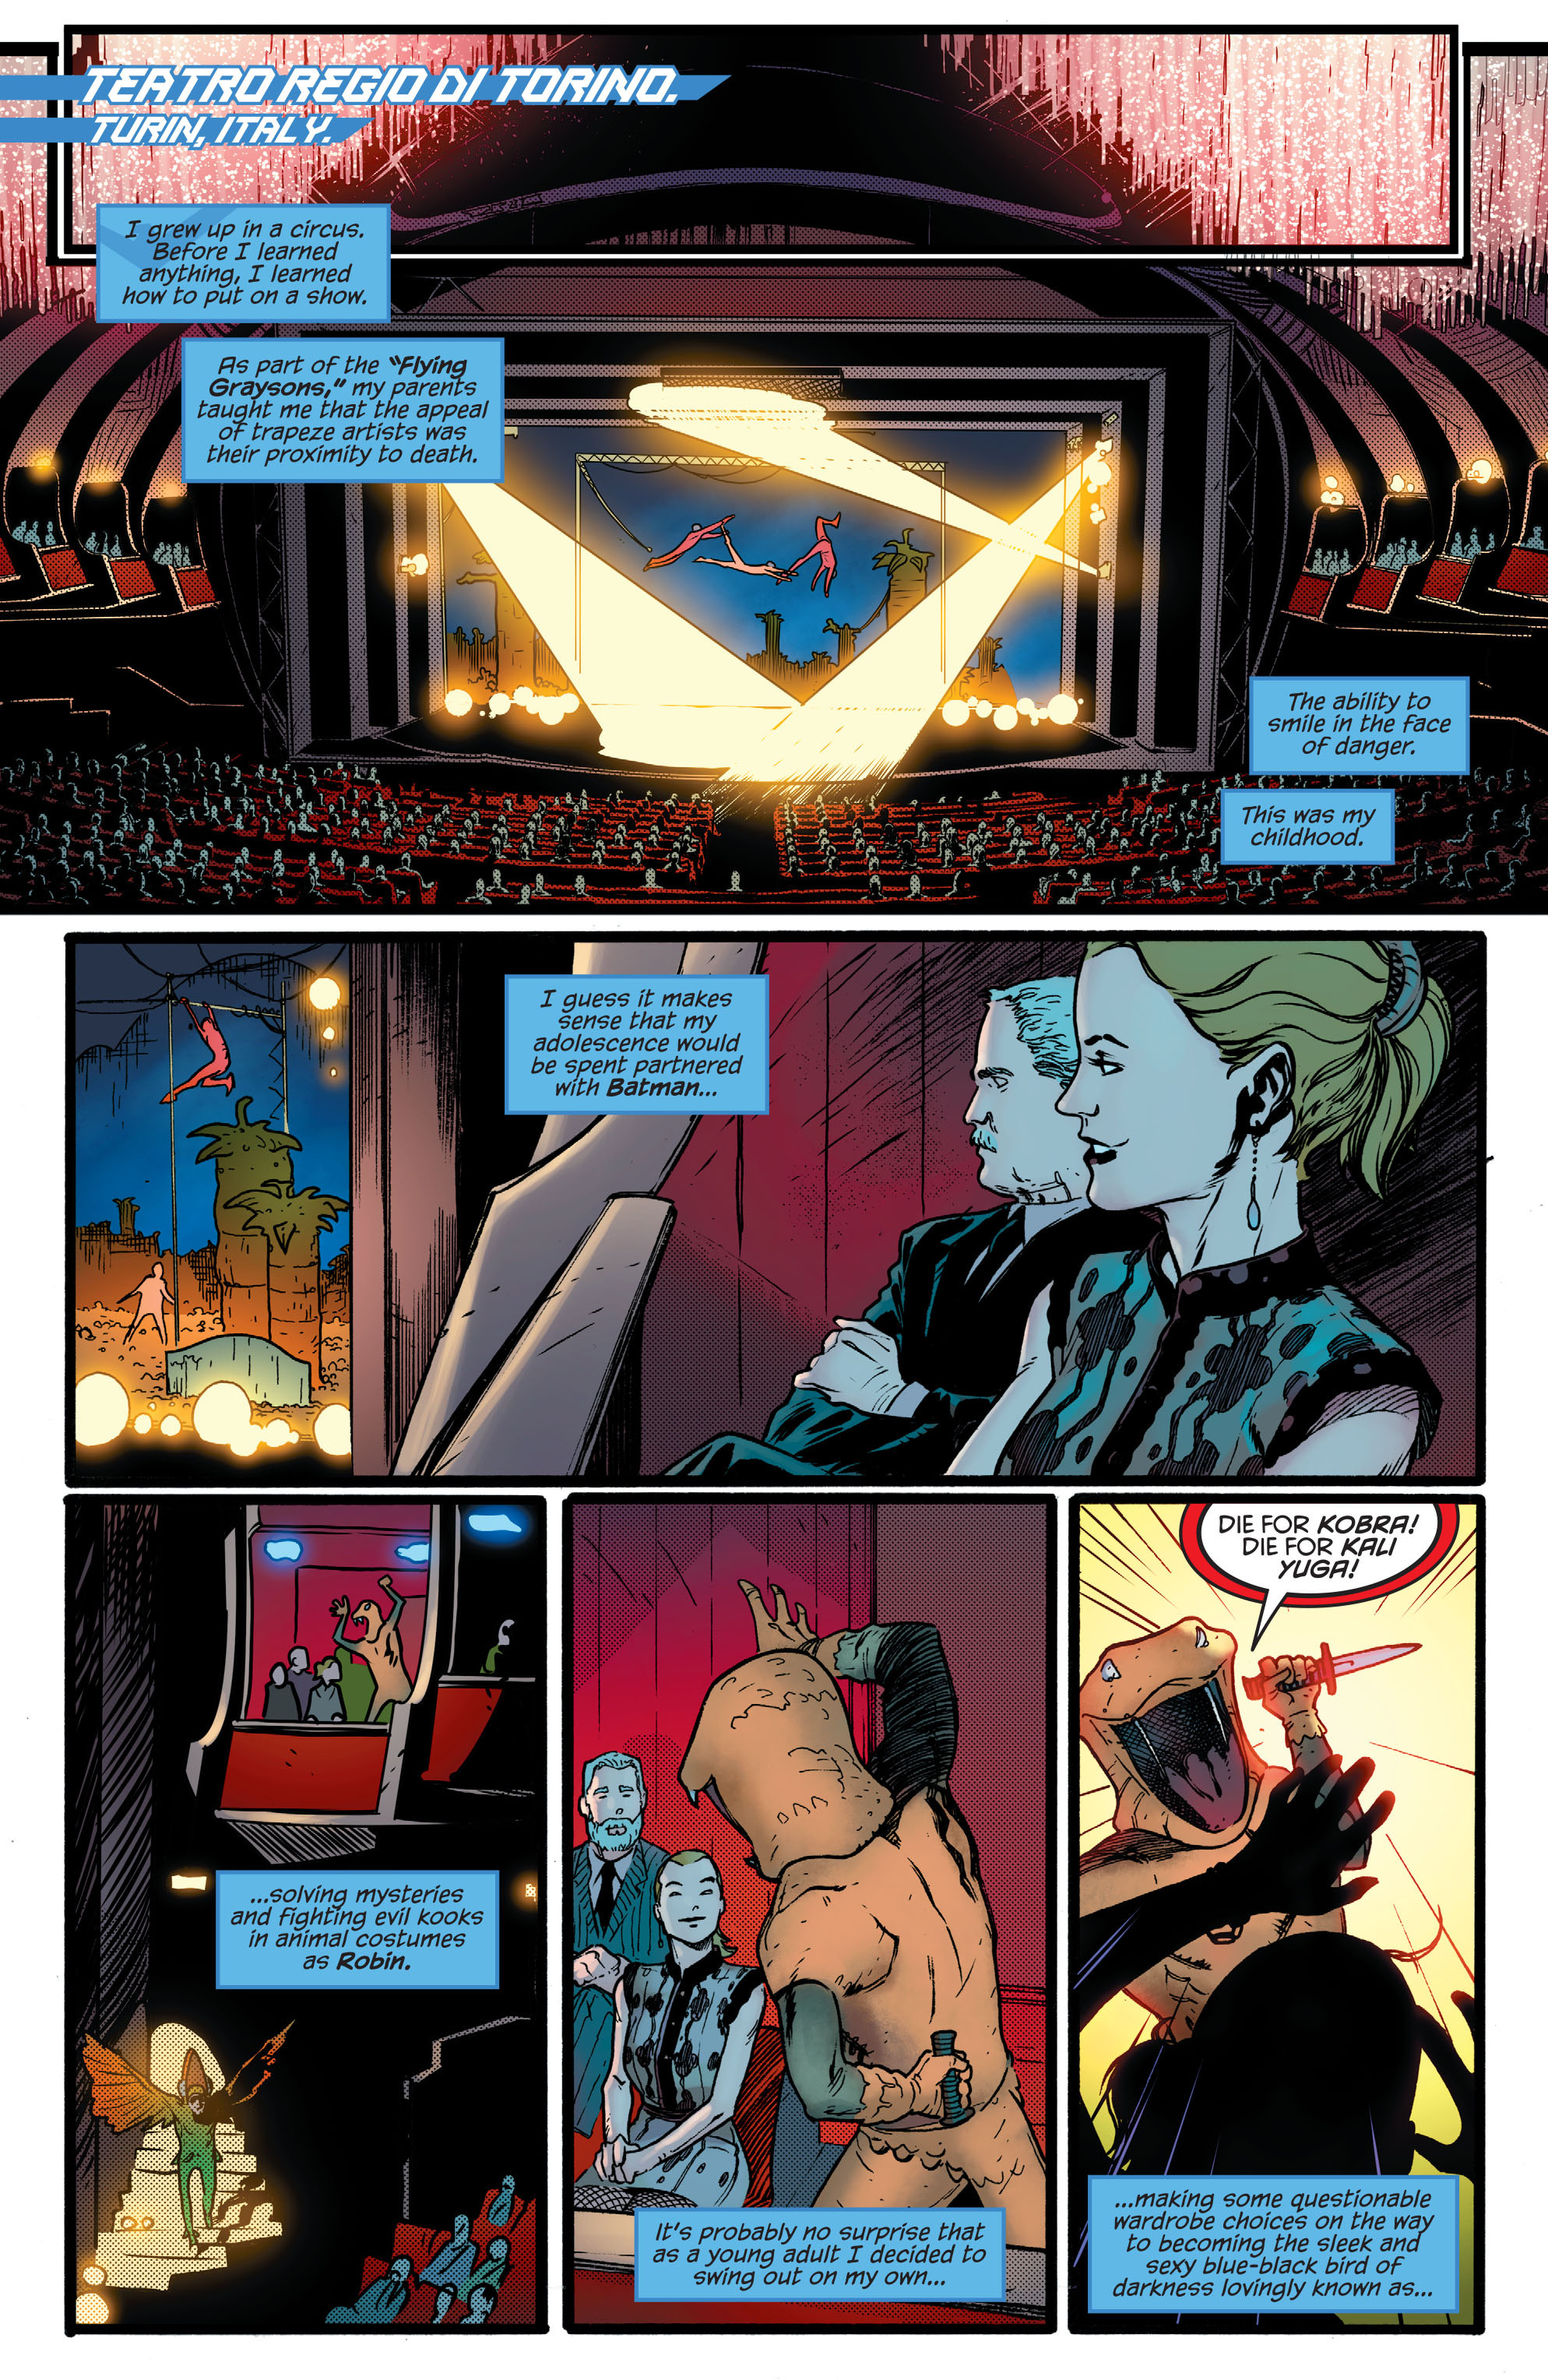 TEATRO REGIO DI TORINO.
TURIN, ITALY.
I grew up in a circus.
Before I learned
anything, I learned
how to put on a show.
As part of the "Flying
Graysons," my parents
taught me that the appeal
of trapeze artists was
their proximity to death.
The ability to
smile in the face
of danger.
This was my
childhood.
I guess it makes
sense that my
adolescence would
be spent partnered
with Batman...
...solving mysteries
and fighting evil kooks
in animal costumes
as Robin.
It's probably no surprise that
as a young adult I decided to
swing out on my own...
DIE FOR KOBRA!
DIE FOR KALI
YUGA!
...making some questionable
wardrobe choices on the way
to becoming the sleek and
sexy blue-black bird of
darkness lovingly known as...